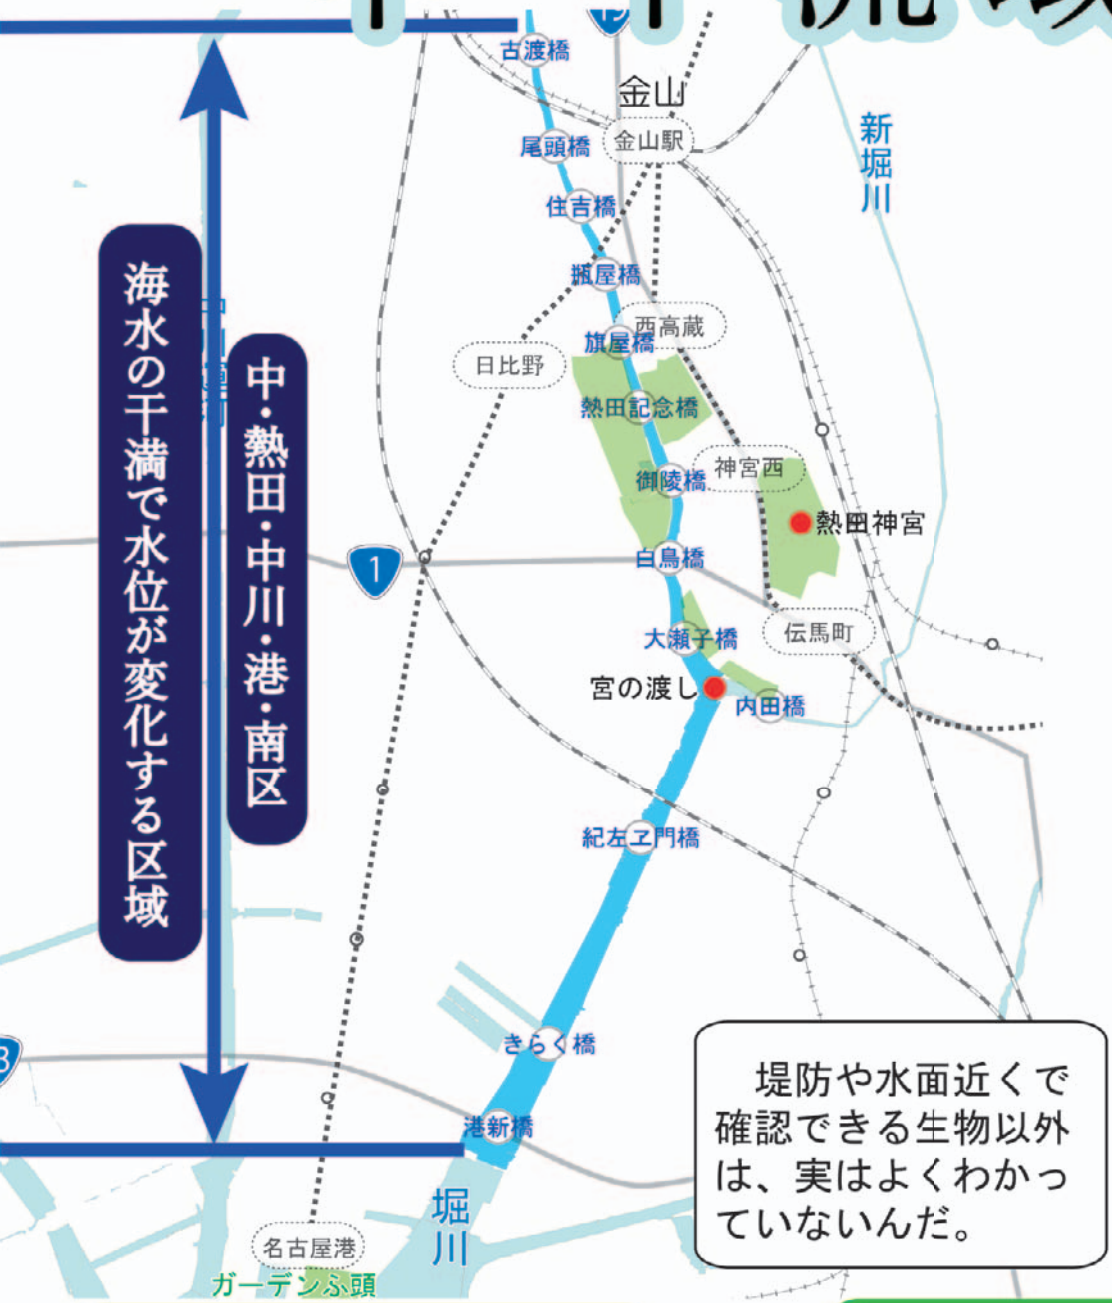 流域
19
古渡橋
金山
金山駅
尾頭橋
新堀川
住吉橋
瓶屋橋
西高蔵
旗屋橋
日比野
熱田記念橋
神宮西
御陵橋
熱田神宮
1
白鳥橋
伝馬町
大瀬子橋
宮の渡し
内田橋
海水の干満で水位が変化する区域
中・熱田・中川・港・南区
中川運河
紀左ヱ門橋
きらく橋
港新橋
堀川
名古屋港
ガーデンふ頭
堤防や水面近くで
確認できる生物以外
は、実はよくわかっ
ていないんだ。